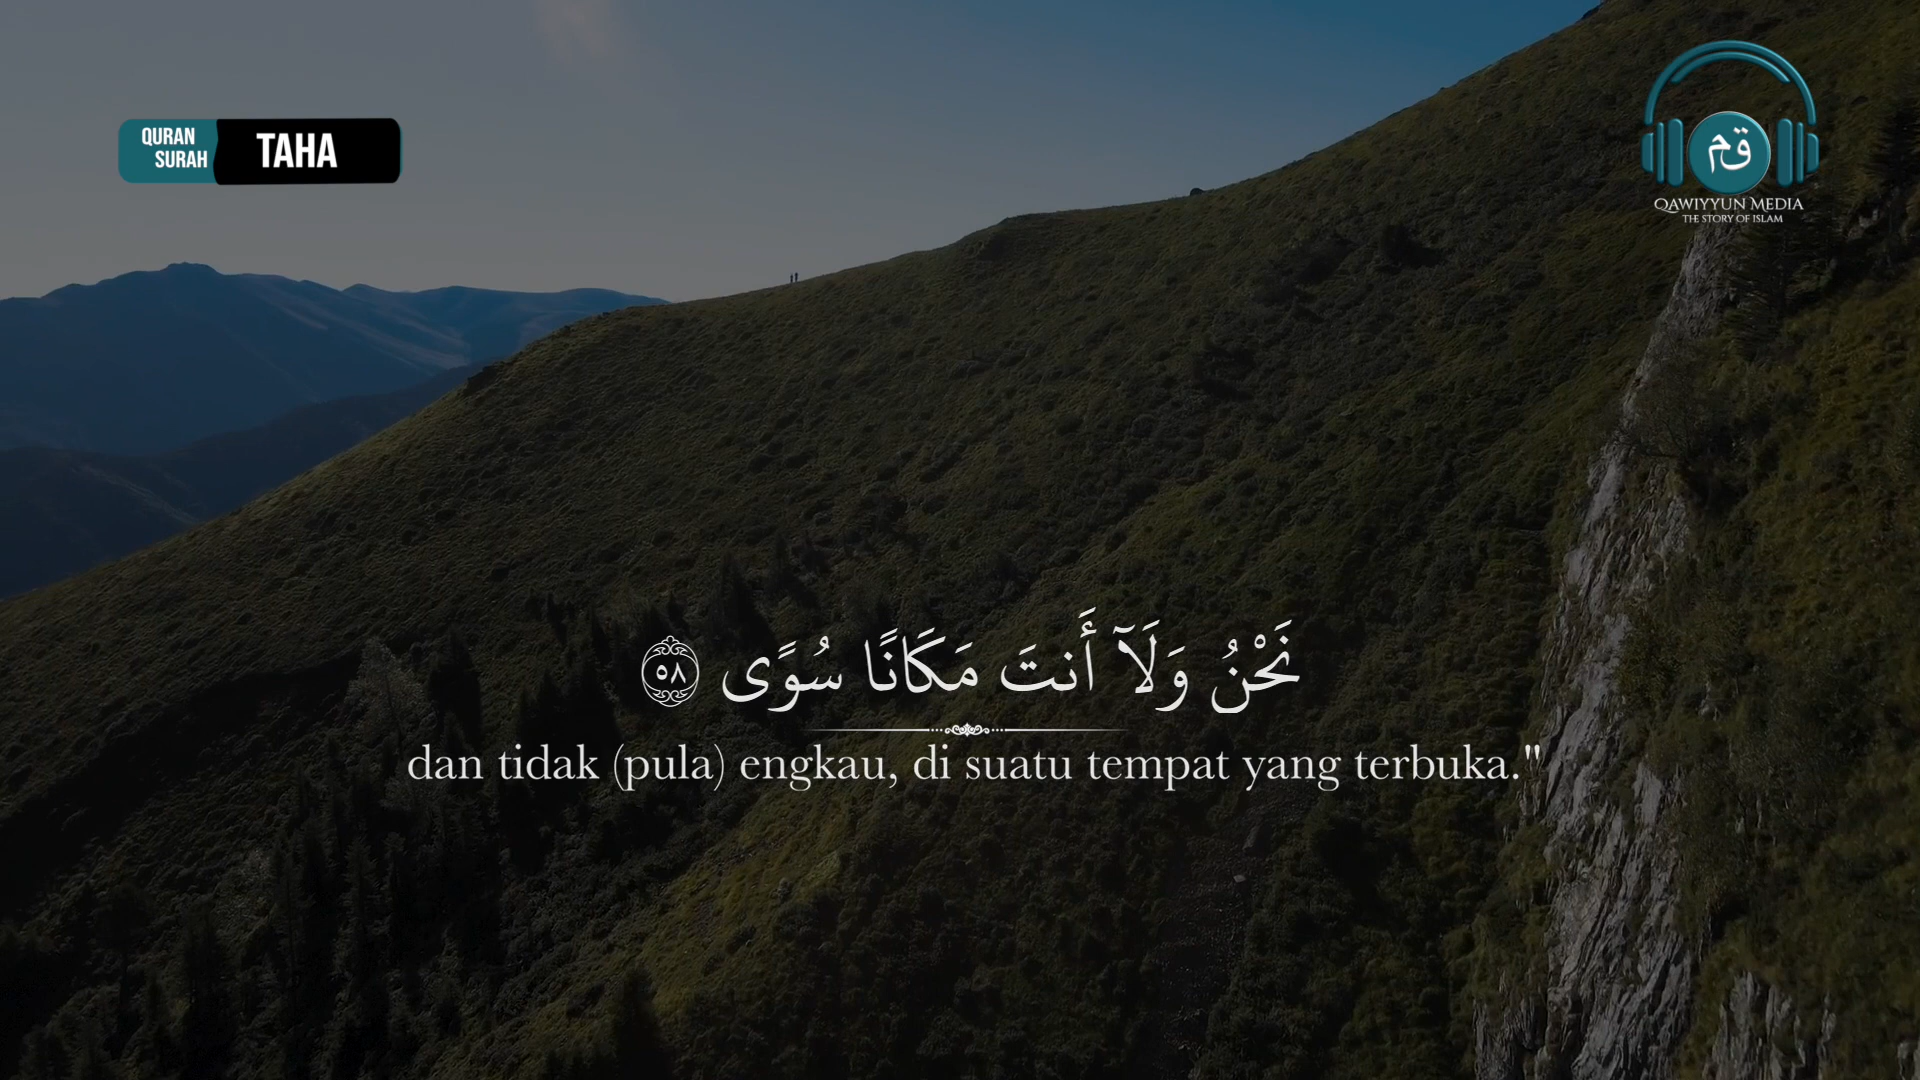 QURAN
SURAH
TAHA
قم
QAWIYYUN MEDIA
THE STORY OF ISLAM
نَحْنُ وَلَآ أَنتَ مَكَانًا سُوًى ٥٨
dan tidak (pula) engkau, di suatu tempat yang terbuka."